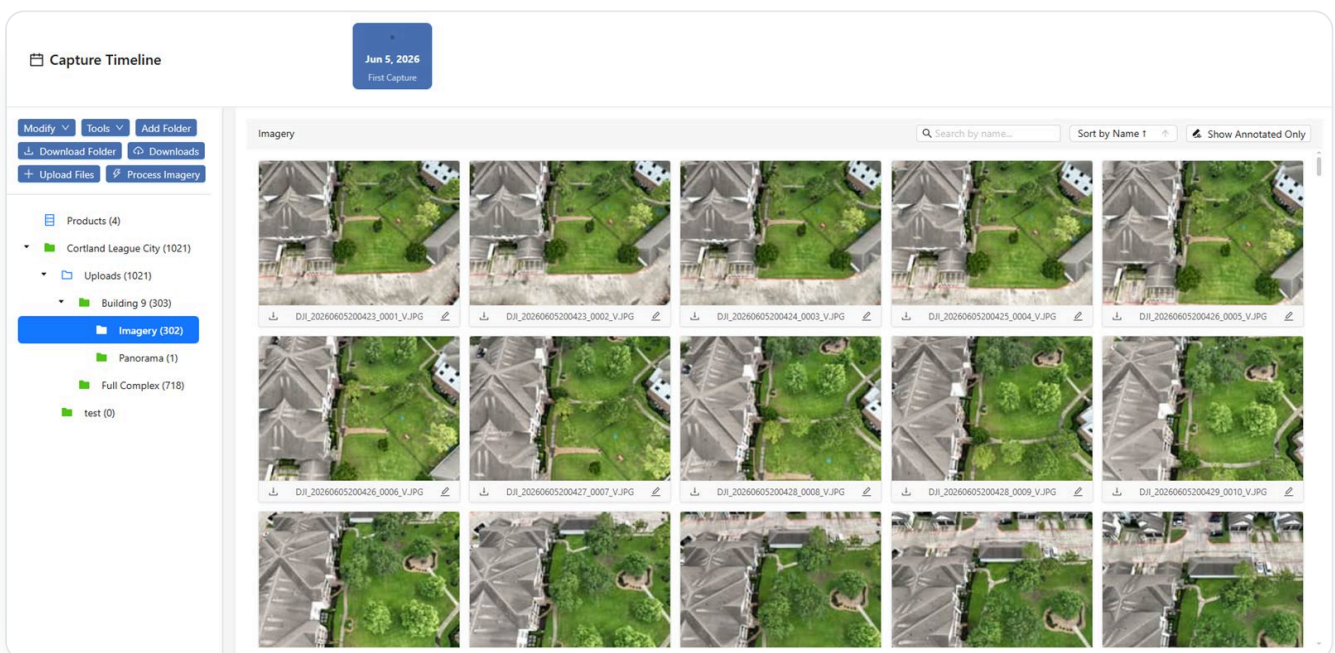 Capture Timeline
Jun 5, 2026
First Capture
Modify
Tools
Add Folder
Download Folder
Downloads
Upload Files
Process Imagery
Products (4)
Cortland League City (1021)
Uploads (1021)
Building 9 (303)
Imagery (302)
Panorama (1)
Full Complex (718)
test (0)
Imagery
Search by name...
Sort by Name ↑
Show Annotated Only
DJI_20260605200423_0001_V.JPG
DJI_20260605200423_0002_V.JPG
DJI_20260605200424_0003_V.JPG
DJI_20260605200425_0004_V.JPG
DJI_20260605200426_0005_V.JPG
DJI_20260605200426_0006_V.JPG
DJI_20260605200427_0007_V.JPG
DJI_20260605200428_0008_V.JPG
DJI_20260605200428_0009_V.JPG
DJI_20260605200429_0010_V.JPG